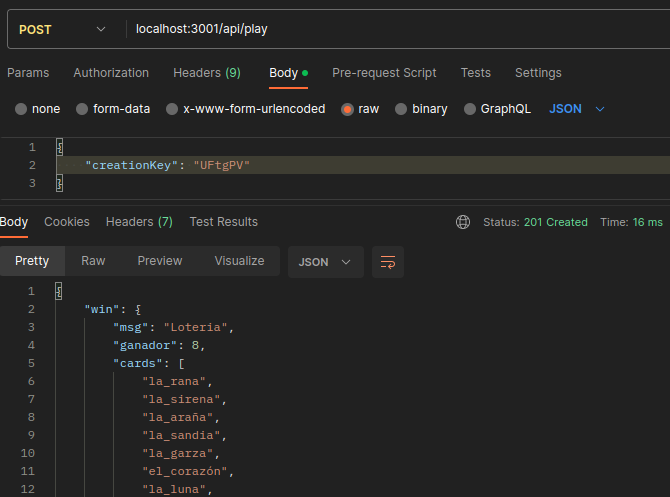 POST localhost:3001/api/play
Params Authorization Headers (9) Body Pre-request Script Tests Settings
none form-data x-www-form-urlencoded raw binary GraphQL JSON
1 {
2 "creationKey": "UFtgPV"
3 }
Body Cookies Headers (7) Test Results Status: 201 Created Time: 16 ms
Pretty Raw Preview Visualize JSON
1 {
2 "win": {
3 "msg": "Loteria",
4 "ganador": 8,
5 "cards": [
6 "la_rana",
7 "la_sirena",
8 "la_araña",
9 "la_sandia",
10 "la_garza",
11 "el_corazón",
12 "la_luna",